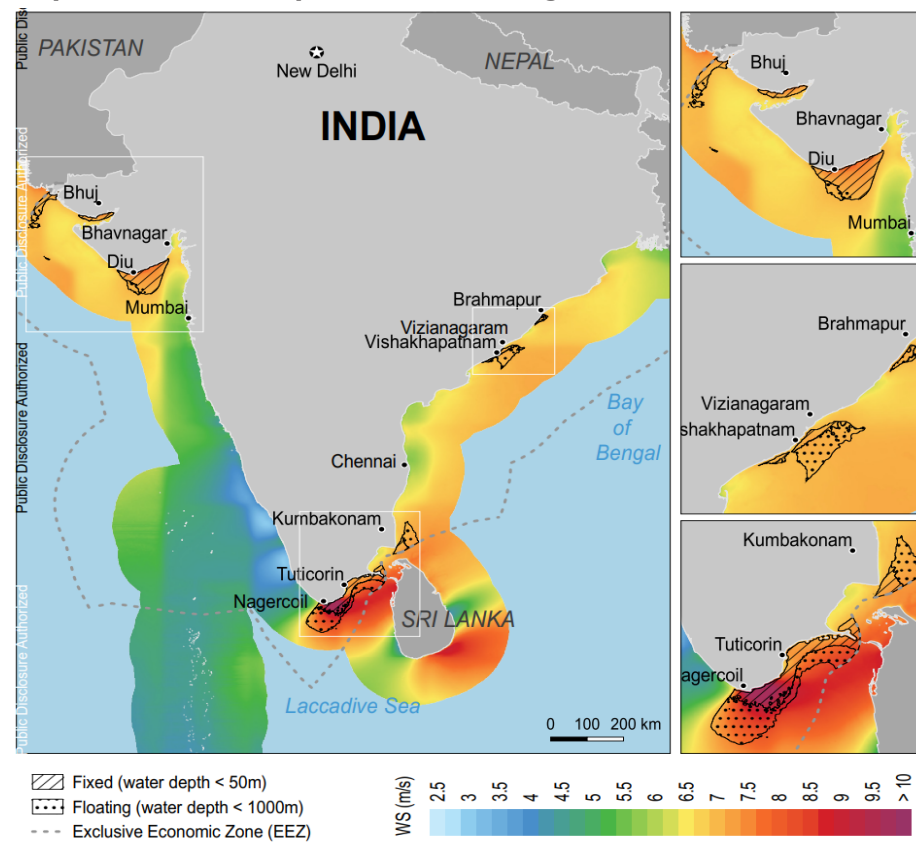 Public Dis
PAKISTAN
New Delhi
NEPAL
INDIA
Public Disclosure Authorized
Bhuj
Bhavnagar
Diu
Mumbai
Brahmapur
Vizianagaram
Vishakhapatnam
Public Disclosure Authorized
Bay
of
Bengal
Chennai
Kumbakonam
Tuticorin
Nagercoil
SRI LANKA
Public Disclosure Authorized
Laccadive Sea
0 100 200 km
Bhuj
Bhavnagar
Diu
Mumbai
Brahmapur
Vizianagaram
shakhapatnam
Kumbakonam
Tuticorin
agercoil
Fixed (water depth < 50m)
Floating (water depth < 1000m)
Exclusive Economic Zone (EEZ)
WS (m/s)
2.5 3 3.5 4 4.5 5 5.5 6 6.5 7 7.5 8 8.5 9 9.5 > 10